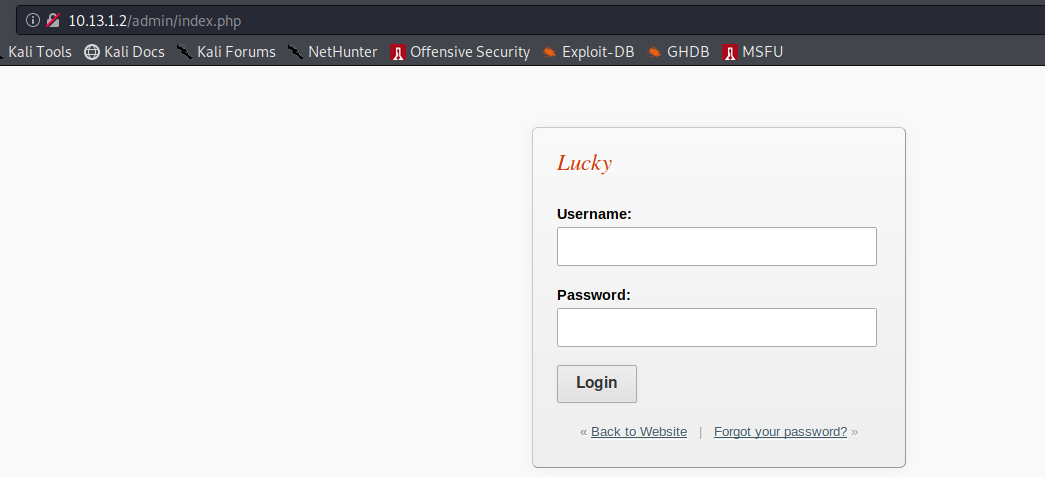 10.13.1.2/admin/index.php
Kali Tools Kali Docs Kali Forums NetHunter Offensive Security Exploit-DB GHDB MSFU
Lucky
Username:
Password:
Login
« Back to Website | Forgot your password? »